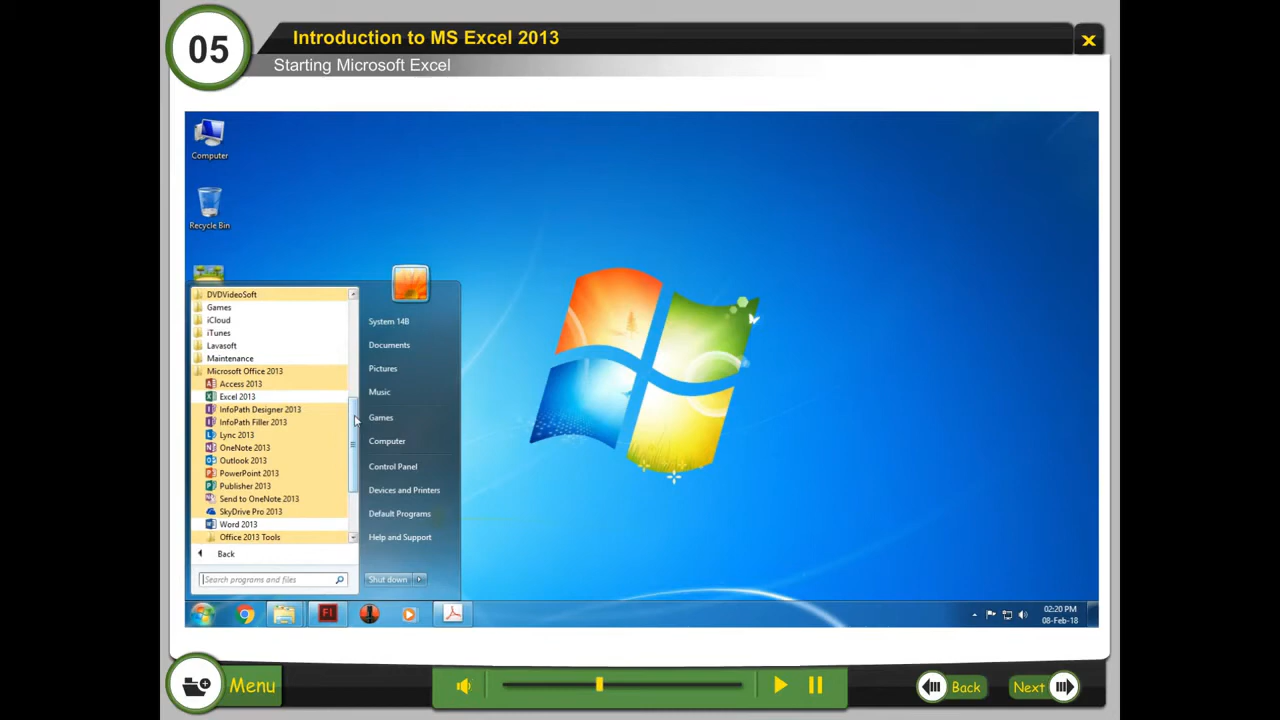 05
Introduction to MS Excel 2013
X
Starting Microsoft Excel
Computer
Recycle Bin
DVDVideoSoft
Games
iCloud
iTunes
Lavasoft
Maintenance
Microsoft Office 2013
Access 2013
Excel 2013
InfoPath Designer 2013
InfoPath Filler 2013
Lync 2013
OneNote 2013
Outlook 2013
PowerPoint 2013
Publisher 2013
Send to OneNote 2013
SkyDrive Pro 2013
Word 2013
Office 2013 Tools
Back
Search programs and files
System 14B
Documents
Pictures
Music
Games
Computer
Control Panel
Devices and Printers
Default Programs
Help and Support
Shut down
Fl
02:20 PM
08-Feb-18
Menu
Back
Next